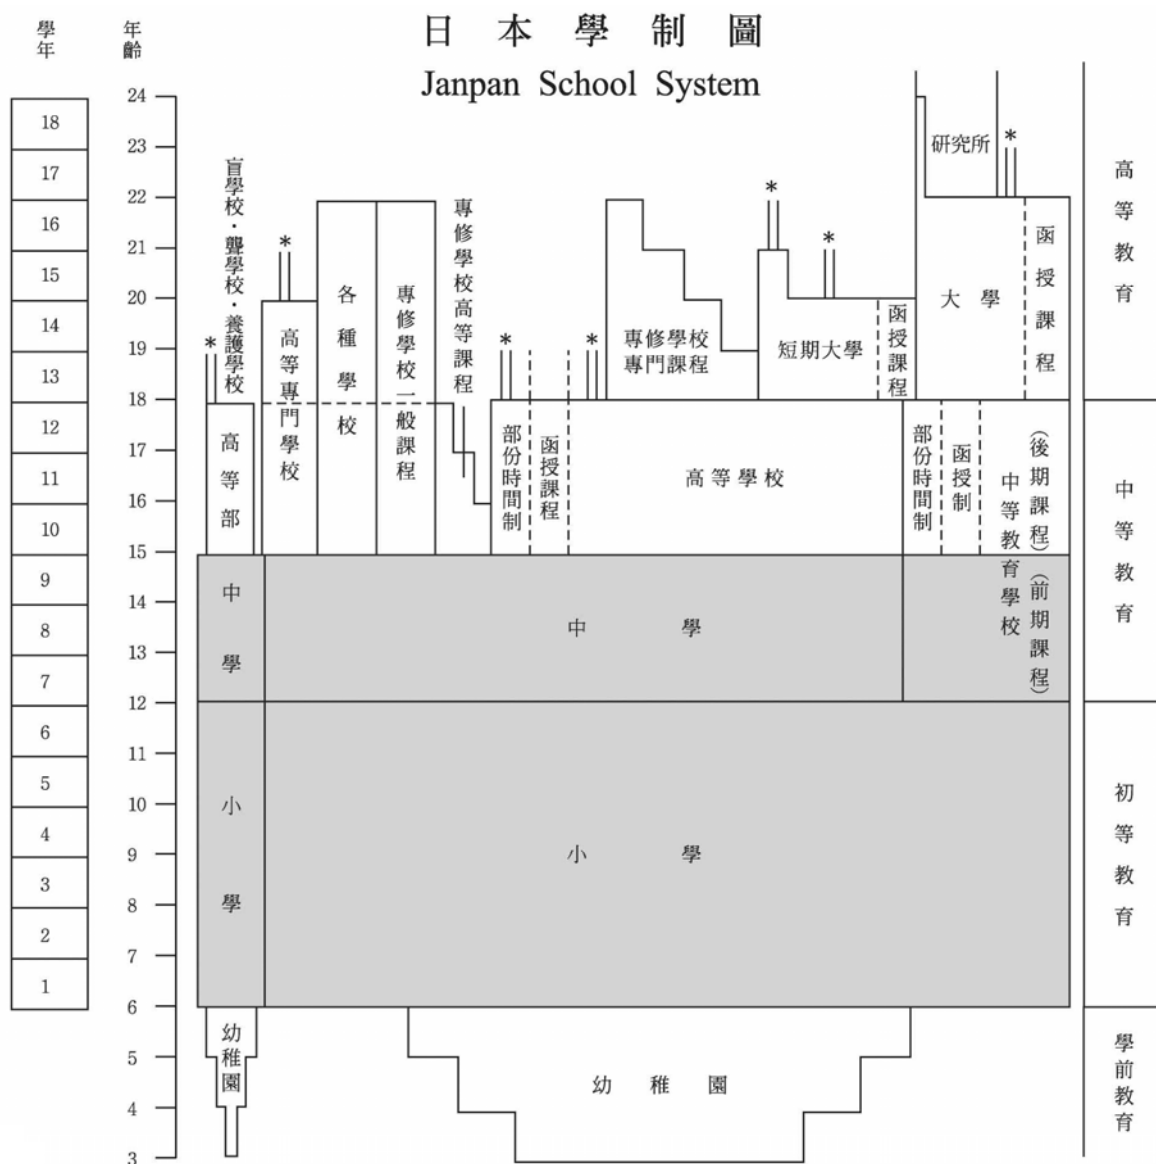 日本學制圖
Janpan School System
學年
年齡
18
17
16
15
14
13
12
11
10
9
8
7
6
5
4
3
2
1
24
23
22
21
20
19
18
17
16
15
14
13
12
11
10
9
8
7
6
5
4
3
盲學校・聾學校・養護學校
*
高等部
中學
小學
幼稚園
*
高等專門學校
各種學校
專修學校一般課程
專修學校高等課程
*
部份時間制
函授課程
*
高等學校
專修學校
專門課程
*
*
短期大學
函授課程
研究所
*
大學
函授課程
部份時間制
函授制
中等教育學校
(後期課程)
(前期課程)
中學
小學
幼稚園
高等教育
中等教育
初等教育
學前教育